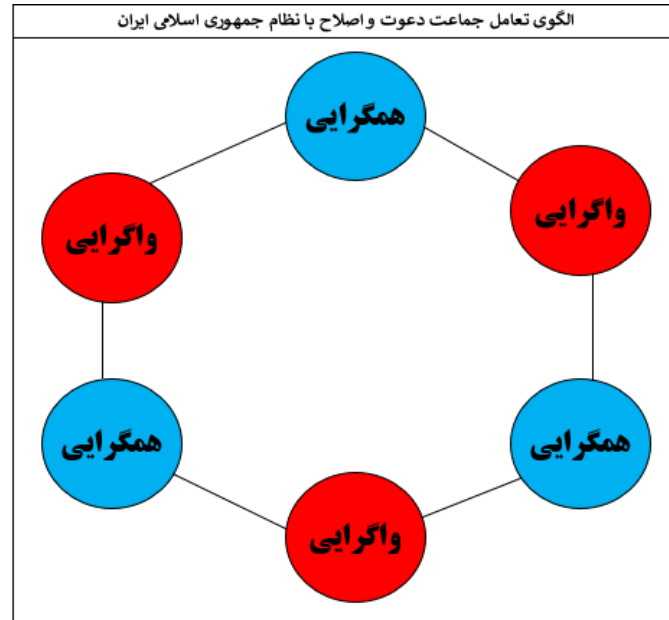 الگوی تعامل جماعت دعوت و اصلاح با نظام جمهوری اسلامی ایران
همگرایی
واگرایی
واگرایی
همگرایی
همگرایی
واگرایی